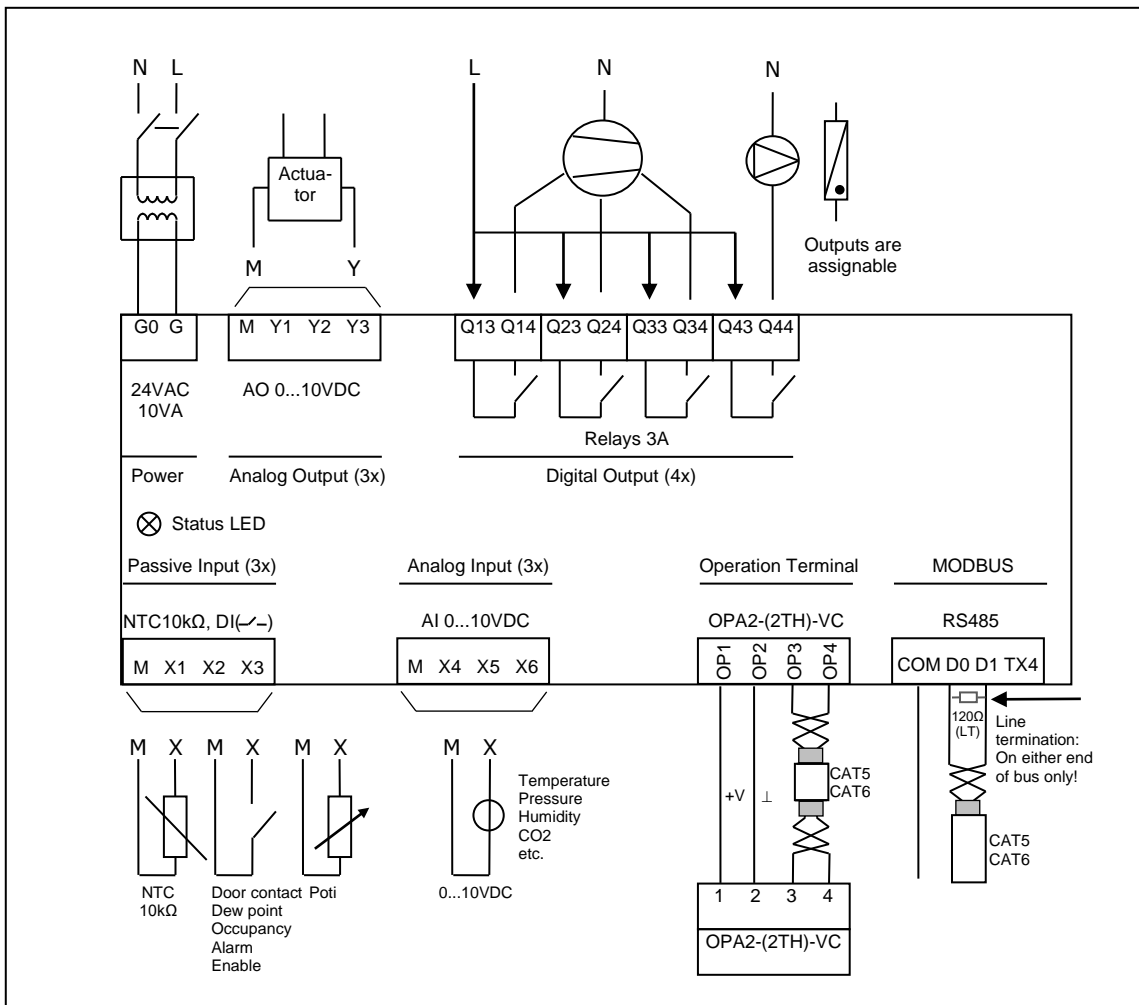 N L L N N
Actua-
tor
Outputs are
assignable
M Y
G0 G M Y1 Y2 Y3 Q13 Q14 Q23 Q24 Q33 Q34 Q43 Q44
24VAC
10VA
AO 0...10VDC
Relays 3A
Power Analog Output (3x) Digital Output (4x)
Status LED
Passive Input (3x) Analog Input (3x) Operation Terminal MODBUS
NTC10kΩ, DI( ) AI 0...10VDC OPA2-(2TH)-VC RS485
M X1 X2 X3 M X4 X5 X6 OP1 OP2 OP3 OP4 COM D0 D1 TX4
120Ω
(LT)
Line
termination:
On either end
of bus only!
M X M X M X M X
Temperature
Pressure
Humidity
CO2
etc.
+V ⊥
CAT5
CAT6
CAT5
CAT6
NTC
10kΩ
Door contact
Dew point
Occupancy
Alarm
Enable
Poti
0...10VDC
1 2 3 4
OPA2-(2TH)-VC